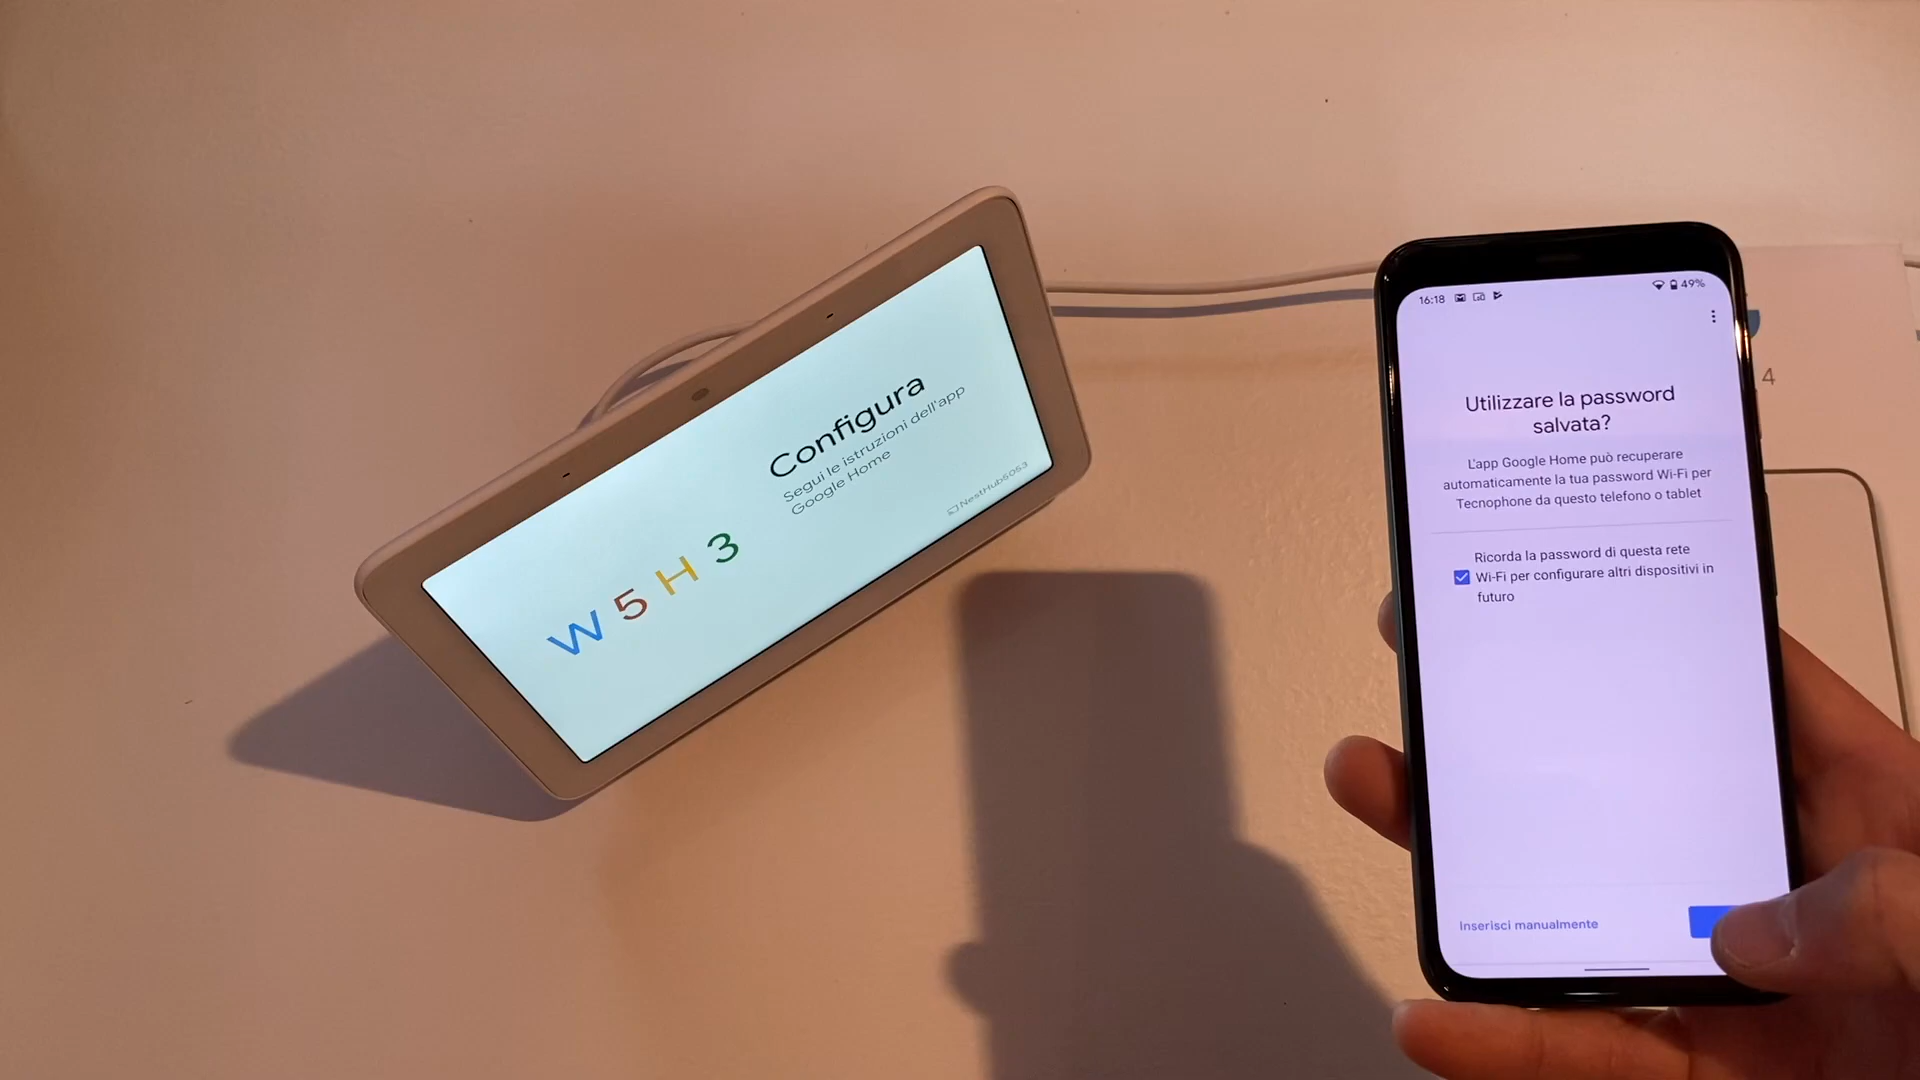 Configura
Segui le istruzioni dell'app
Google Home
W5H3
NestHub5063
16:18
49%
Utilizzare la password
salvata?
L'app Google Home può recuperare
automaticamente la tua password Wi-Fi per
Tecnophone da questo telefono o tablet
Ricorda la password di questa rete
Wi-Fi per configurare altri dispositivi in
futuro
Inserisci manualmente
4